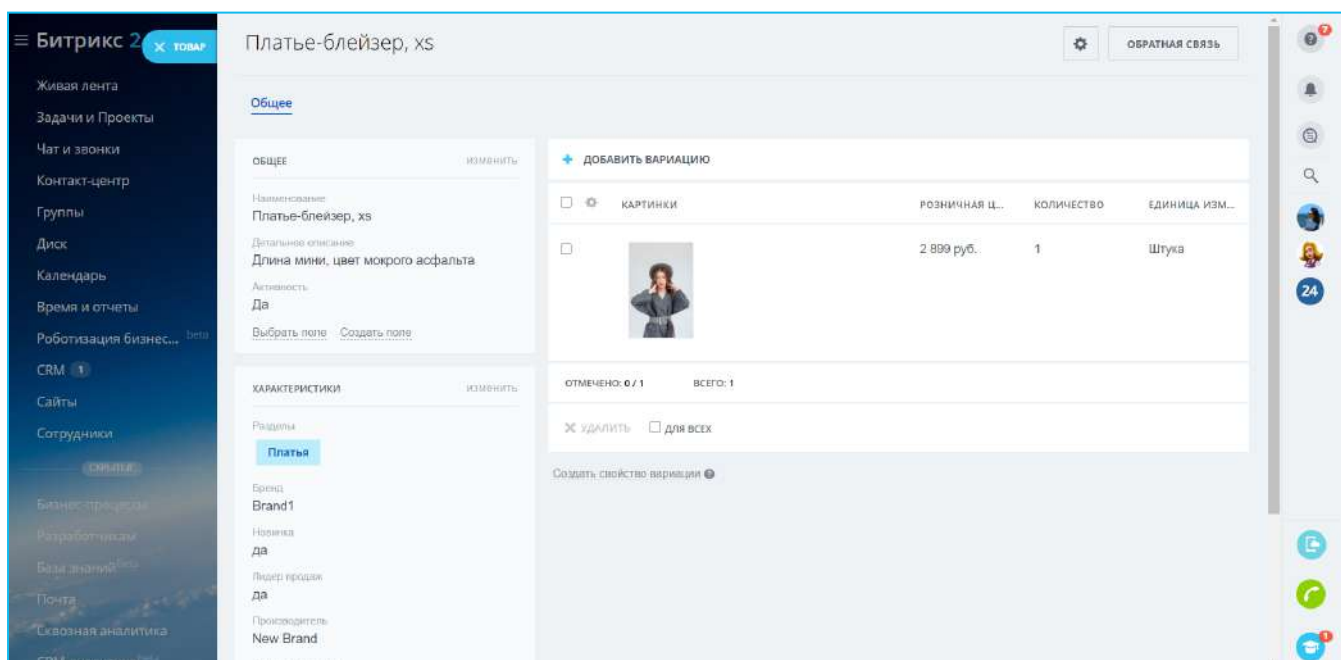 Битрикс 2
ТОВАР
Живая лента
Задачи и Проекты
Чат и звонки
Контакт-центр
Группы
Диск
Календарь
Время и отчеты
Роботизация бизнес... beta
CRM 1
Сайты
Сотрудники
СКРЫТЫЕ
Бизнес-процессы
Разработчикам
База знаний beta
Почта
Сквозная аналитика
Платье-блейзер, xs
ОБРАТНАЯ СВЯЗЬ
Общее
ОБЩЕЕ ИЗМЕНИТЬ
Наименование
Платье-блейзер, xs
Детальное описание
Длина мини, цвет мокрого асфальта
Активность
Да
Выбрать поле Создать поле
ХАРАКТЕРИСТИКИ ИЗМЕНИТЬ
Разделы
Платья
Бренд
Brand1
Новинка
да
Лидер продаж
да
Производитель
New Brand
ДОБАВИТЬ ВАРИАЦИЮ
КАРТИНКИ РОЗНИЧНАЯ Ц... КОЛИЧЕСТВО ЕДИНИЦА ИЗМ...
2 899 руб. 1 Штука
ОТМЕЧЕНО: 0 / 1 ВСЕГО: 1
УДАЛИТЬ ДЛЯ ВСЕХ
Создать свойство вариации ?
7
24
1